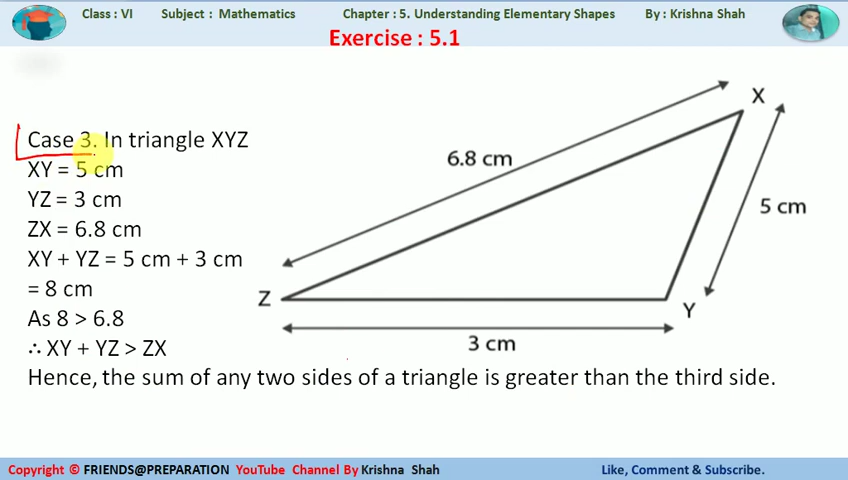 Class : VI Subject : Mathematics Chapter : 5. Understanding Elementary Shapes By : Krishna Shah
Exercise : 5.1
Case 3. In triangle XYZ
XY = 5 cm
YZ = 3 cm
ZX = 6.8 cm
XY + YZ = 5 cm + 3 cm
= 8 cm
As 8 > 6.8
∴ XY + YZ > ZX
Hence, the sum of any two sides of a triangle is greater than the third side.
X
6.8 cm
5 cm
Z
Y
3 cm
Copyright © FRIENDS@PREPARATION YouTube Channel By Krishna Shah Like, Comment & Subscribe.